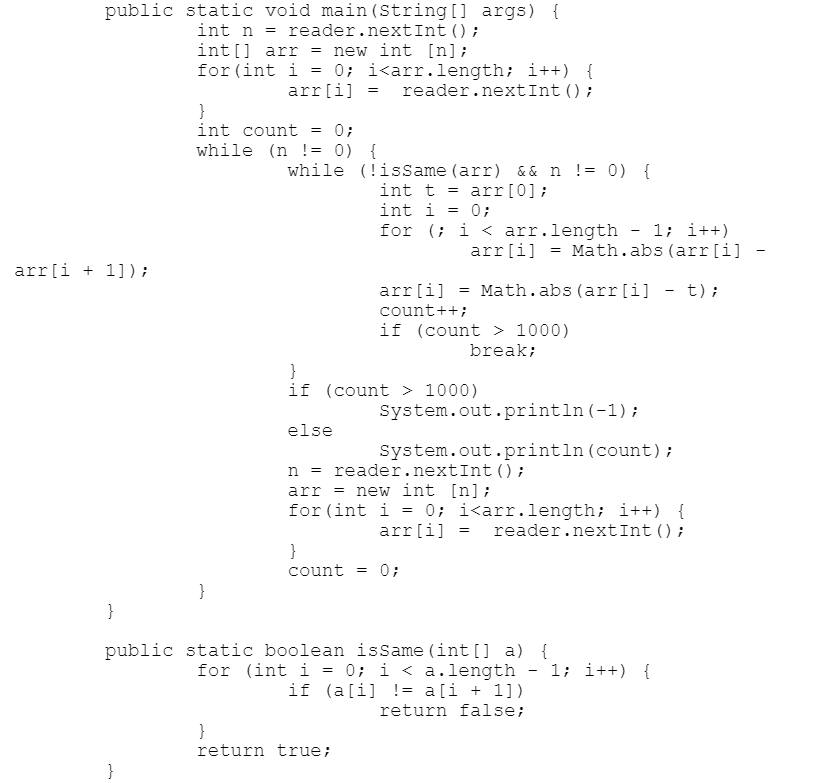 public static void main(String[] args) {
int n = reader.nextInt();
int[] arr = new int [n];
for(int i = 0; i<arr.length; i++) {
arr[i] =  reader.nextInt();
}
int count = 0;
while (n != 0) {
while (!isSame(arr) && n != 0) {
int t = arr[0];
int i = 0;
for (; i < arr.length - 1; i++)
arr[i] = Math.abs(arr[i] -
arr[i + 1]);
arr[i] = Math.abs(arr[i] - t);
count++;
if (count > 1000)
break;
}
if (count > 1000)
System.out.println(-1);
else
System.out.println(count);
n = reader.nextInt();
arr = new int [n];
for(int i = 0; i<arr.length; i++) {
arr[i] =  reader.nextInt();
}
count = 0;
}
}
public static boolean isSame(int[] a) {
for (int i = 0; i < a.length - 1; i++) {
if (a[i] != a[i + 1])
return false;
}
return true;
}